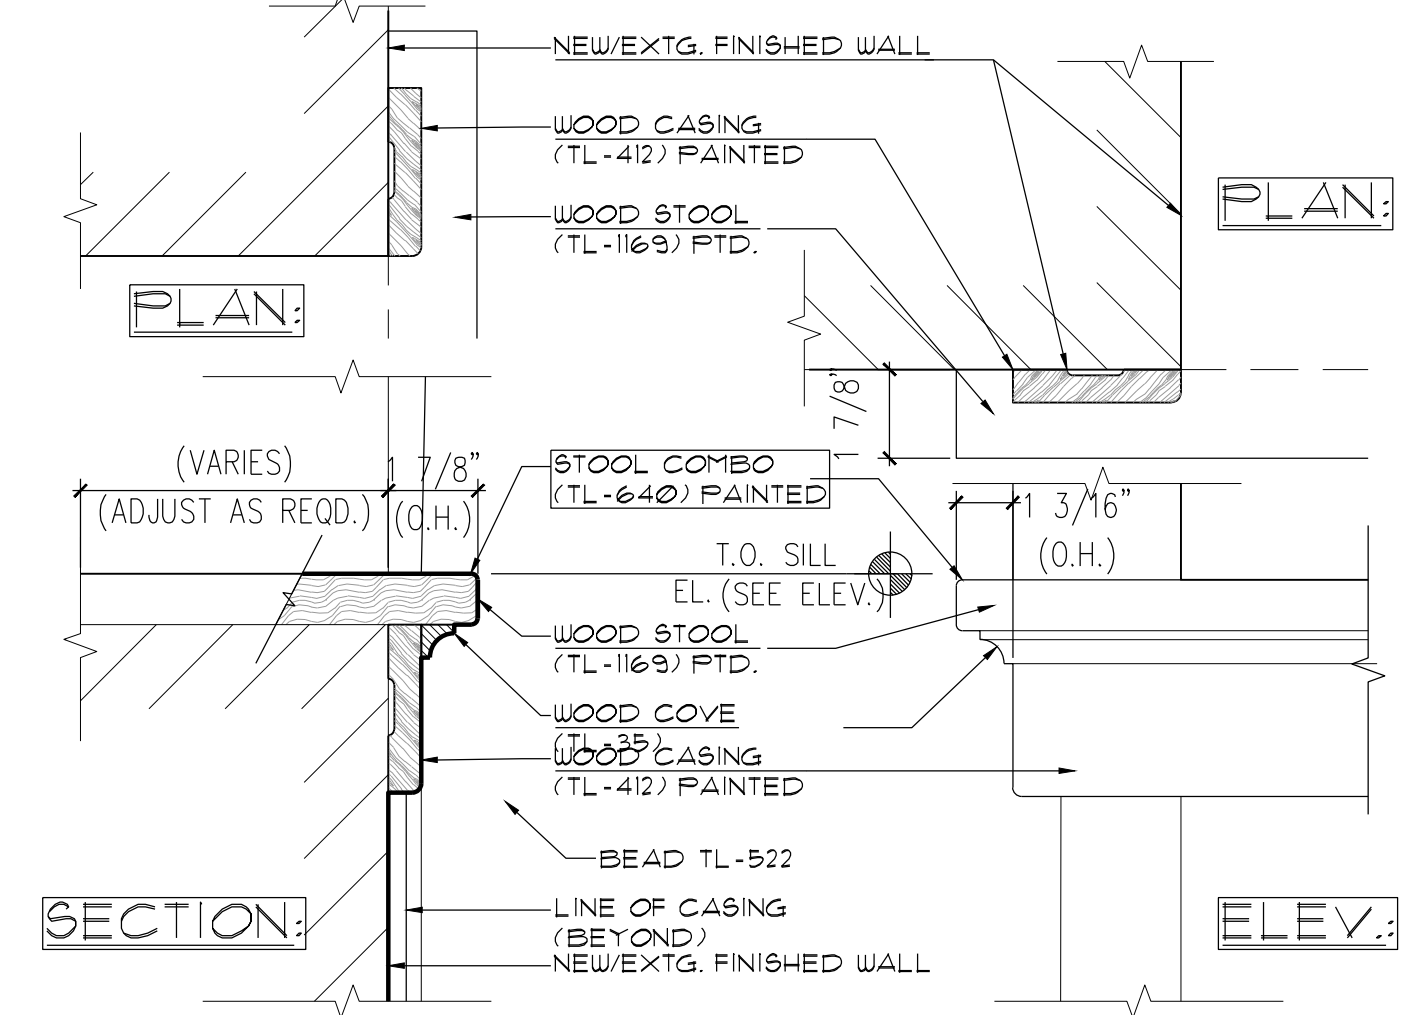 NEW/EXTG. FINISHED WALL
WOOD CASING
(TL-412) PAINTED
WOOD STOOL
(TL-1169) PTD.
PLAN:
PLAN:
1 7/8"
(VARIES)
(ADJUST AS REQD.)
1 7/8"
(O.H.)
STOOL COMBO
(TL-640) PAINTED
1 3/16"
(O.H.)
T.O. SILL
EL. (SEE ELEV.)
WOOD STOOL
(TL-1169) PTD.
WOOD COVE
(TL-35)
WOOD CASING
(TL-412) PAINTED
BEAD TL-522
LINE OF CASING
(BEYOND)
NEW/EXTG. FINISHED WALL
SECTION:
ELEV.: